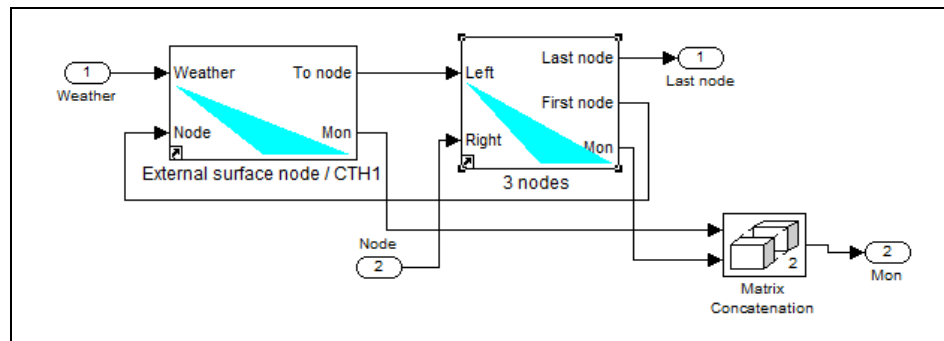 1
Weather
Weather
To node
Node
Mon
External surface node / CTH1
Left
Last node
First node
Right
Mon
3 nodes
1
Last node
Node
2
2
Matrix
Concatenation
2
Mon